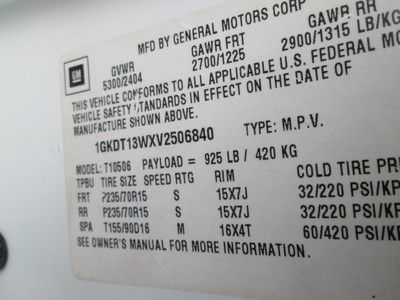 MFD BY GENERAL MOTORS CORP
GVWR GAWR FRT GAWR RR
GM 5300/2404 2700/1225 2900/1315 LB/KG
THIS VEHICLE CONFORMS TO ALL APPLICABLE U.S. FEDERAL MOTOR
VEHICLE SAFETY STANDARDS IN EFFECT ON THE DATE OF
MANUFACTURE SHOWN ABOVE.
1GKDT13WXV2506840 TYPE: M.P.V.
MODEL: T10506 PAYLOAD = 925 LB / 420 KG
TPBU TIRE SIZE SPEED RTG RIM COLD TIRE PR
FRT P235/70R15 S 15X7J 32/220 PSI/KP
RR P235/70R15 S 15X7J 32/220 PSI/KP
SPA T155/90D16 M 16X4T 60/420 PSI/KP
SEE OWNER'S MANUAL FOR MORE INFORMATION.